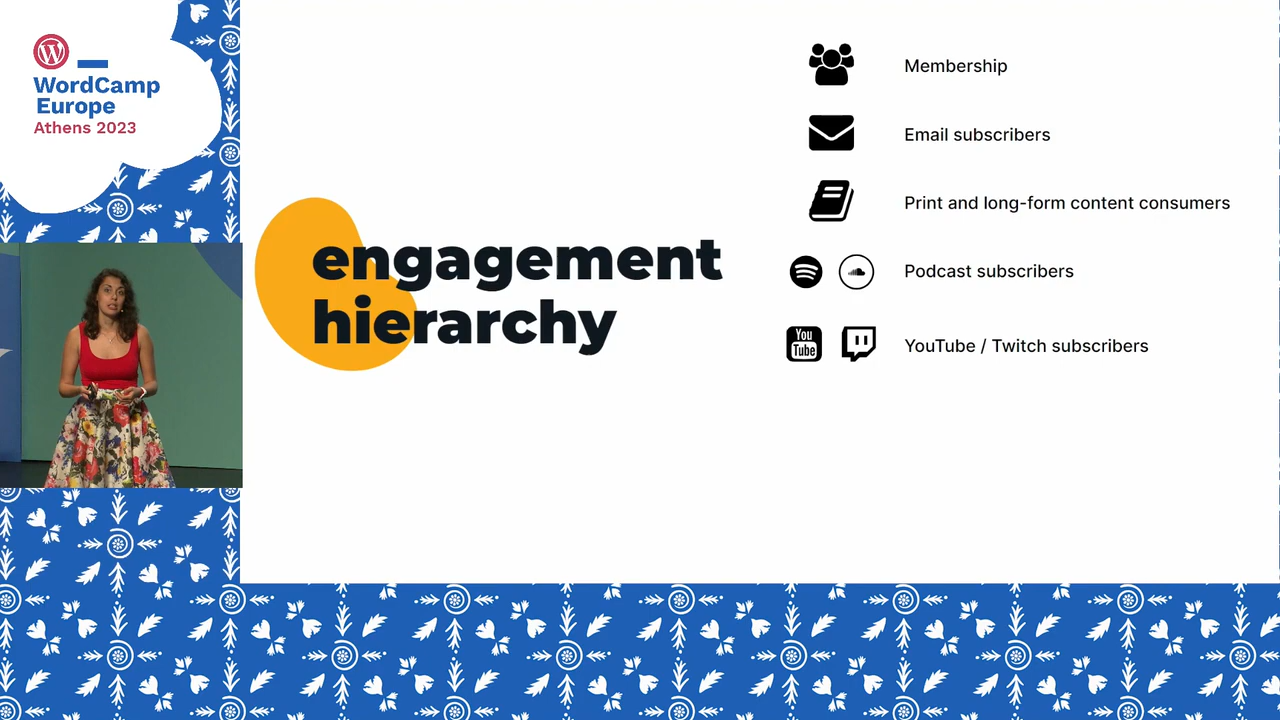 WordCamp
Europe
Athens 2023
engagement
hierarchy
Membership
Email subscribers
Print and long-form content consumers
Podcast subscribers
You
Tube
YouTube / Twitch subscribers